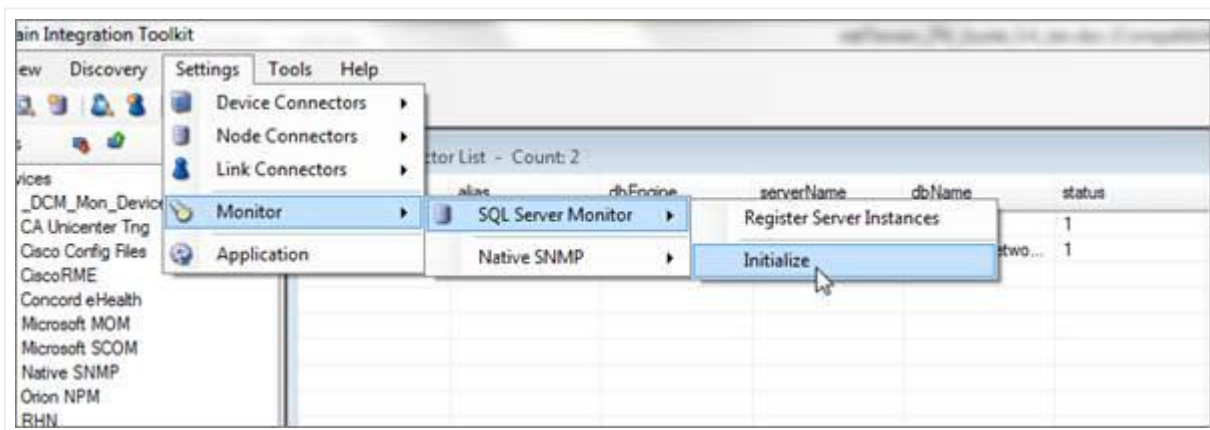 ain Integration Toolkit
ew Discovery Settings Tools Help
Device Connectors
Node Connectors
Link Connectors
Monitor
Application
SQL Server Monitor
Native SNMP
Register Server Instances
Initialize
ctor List - Count: 2
alias dbEngine serverName dbName status
1
etwo... 1
s
vices
_DCM_Mon_Device
CA Unicenter Tng
Cisco Config Files
CiscoRME
Concord eHealth
Microsoft MOM
Microsoft SCOM
Native SNMP
Orion NPM
RHN